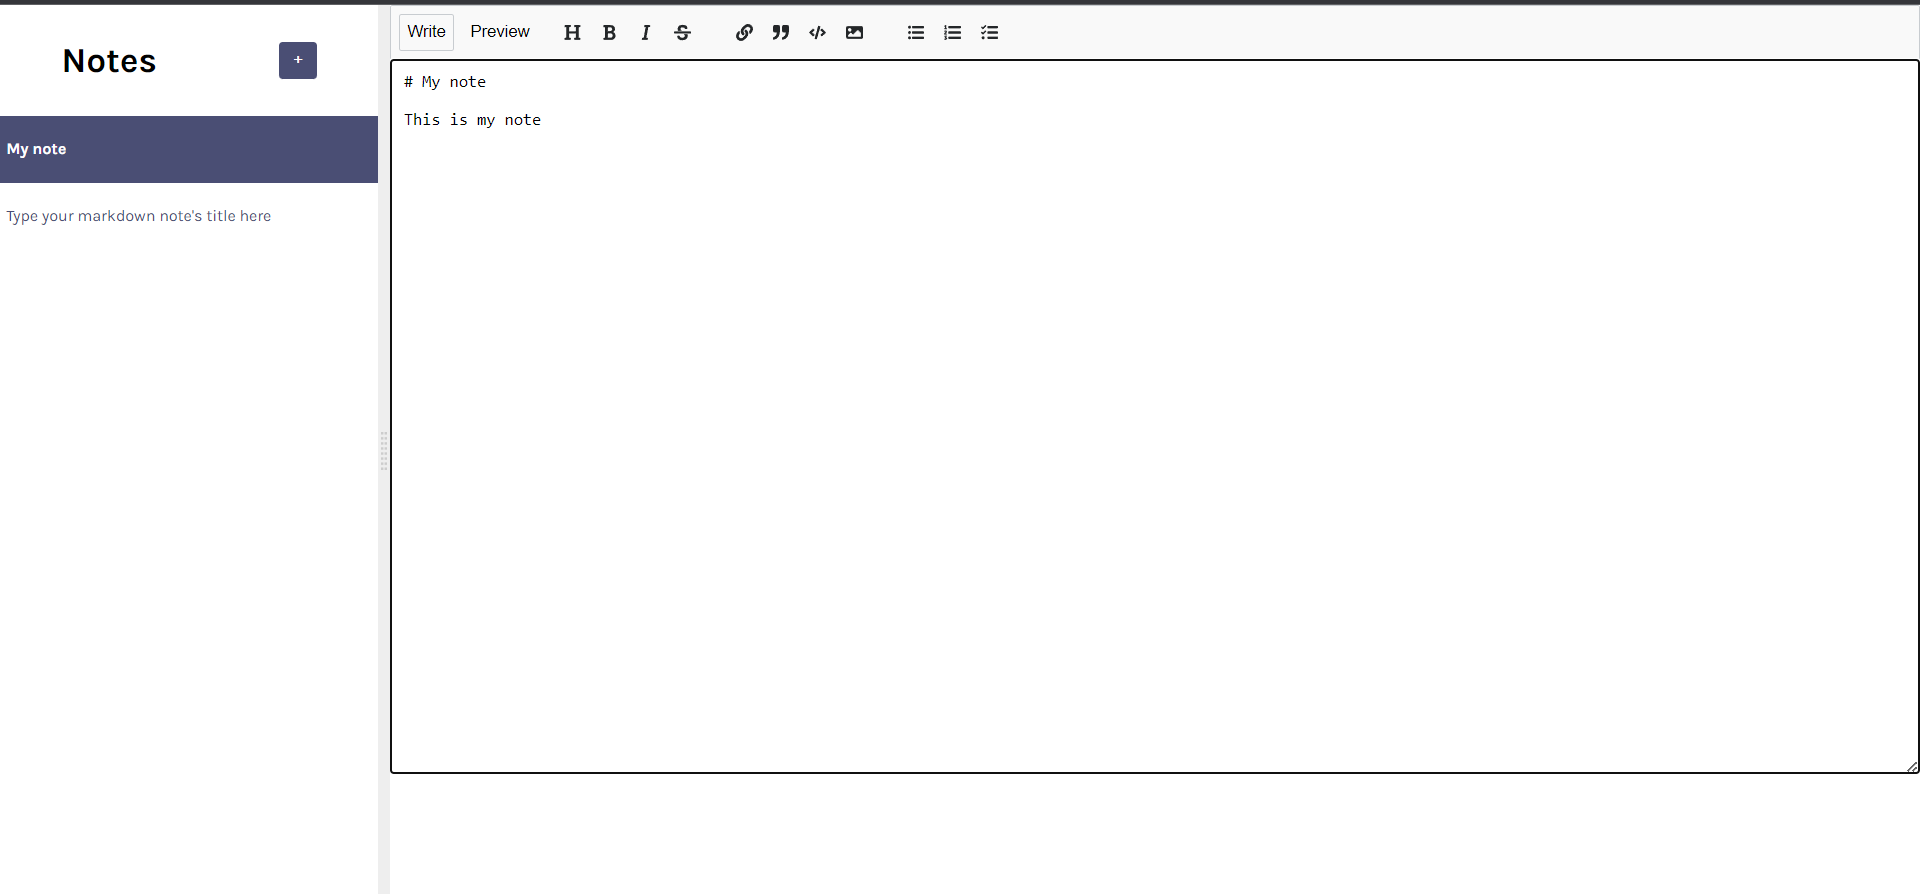 Notes
+
My note
Type your markdown note's title here
Write Preview H B I S
# My note
This is my note